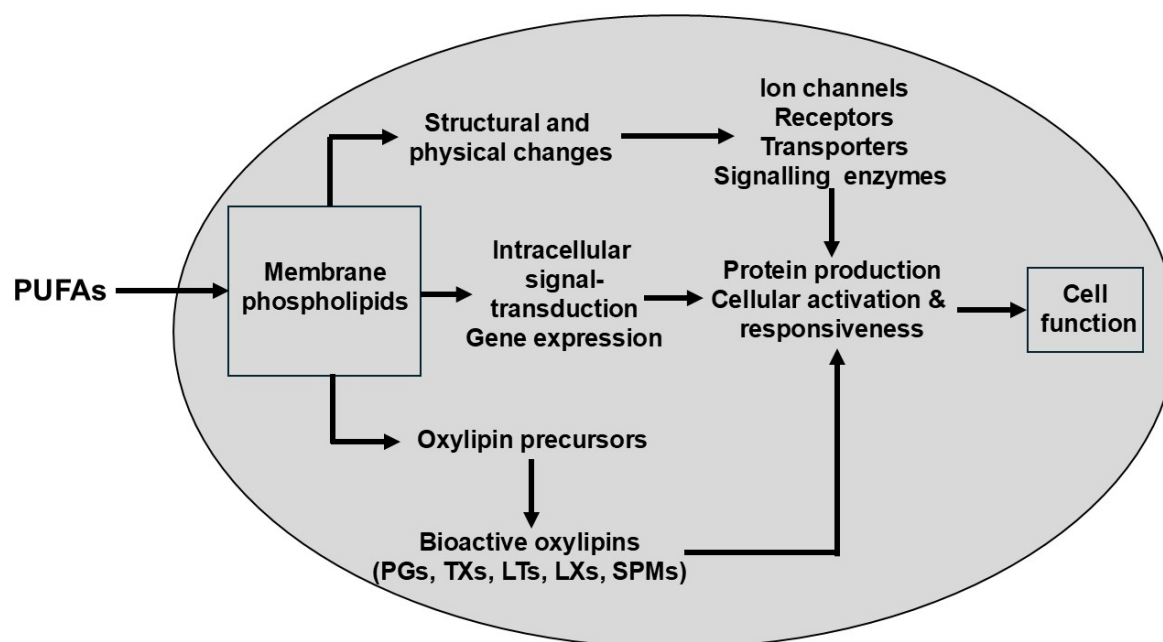 Ion channels
Receptors
Transporters
Signalling enzymes
Structural and
physical changes
PUFAs
Membrane
phospholipids
Intracellular
signal-
transduction
Gene expression
Protein production
Cellular activation &
responsiveness
Cell
function
Oxylipin precursors
Bioactive oxylipins
(PGs, TXs, LTs, LXs, SPMs)